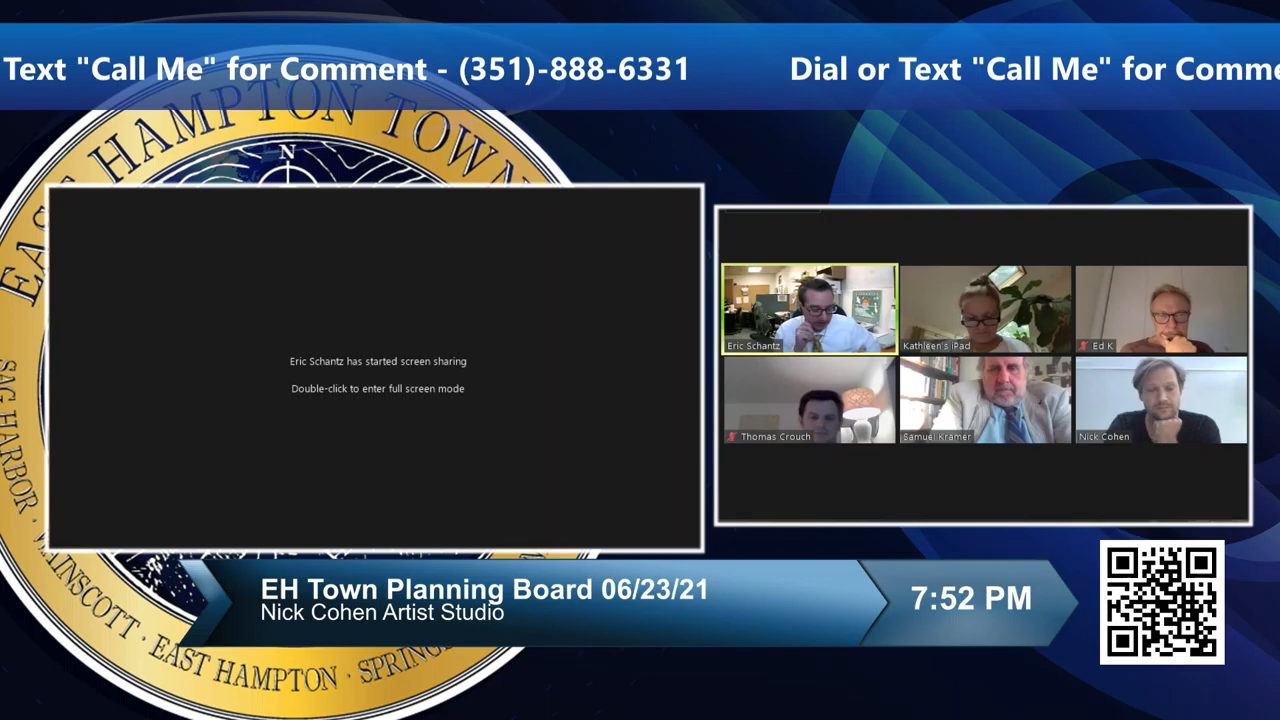 Text "Call Me" for Comment - (351)-888-6331 Dial or Text "Call Me" for Comme
EAST HAMPTON TOWN
N
Eric Schantz has started screen sharing
Double-click to enter full screen mode
Eric Schantz
Kathleen's iPad
Ed K
Thomas Crouch
Samuel Kramer
Nick Cohen
SAG HARBOR · WAINSCOTT · EAST HAMPTON · SPRING
EH Town Planning Board 06/23/21
Nick Cohen Artist Studio
7:52 PM